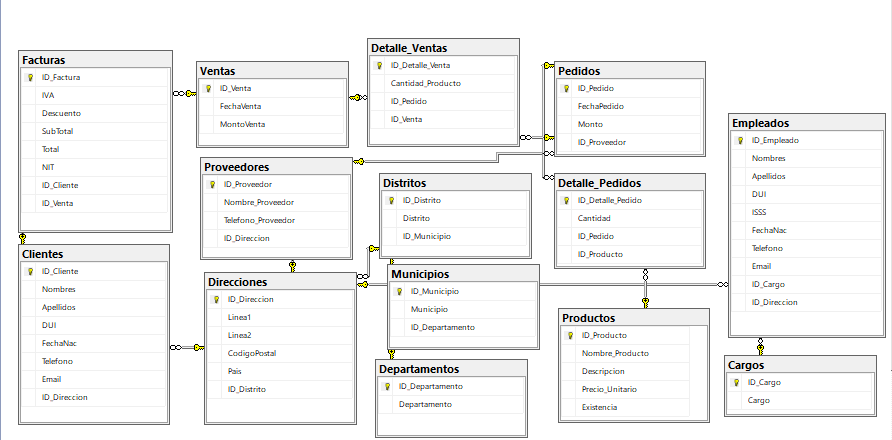 Facturas
ID_Factura
IVA
Descuento
SubTotal
Total
NIT
ID_Cliente
ID_Venta
Ventas
ID_Venta
FechaVenta
MontoVenta
Detalle_Ventas
ID_Detalle_Venta
Cantidad_Producto
ID_Pedido
ID_Venta
Pedidos
ID_Pedido
FechaPedido
Monto
ID_Proveedor
Empleados
ID_Empleado
Nombres
Apellidos
DUI
ISSS
FechaNac
Telefono
Email
ID_Cargo
ID_Direccion
Proveedores
ID_Proveedor
Nombre_Proveedor
Telefono_Proveedor
ID_Direccion
Distritos
ID_Distrito
Distrito
ID_Municipio
Detalle_Pedidos
ID_Detalle_Pedido
Cantidad
ID_Pedido
ID_Producto
Clientes
ID_Cliente
Nombres
Apellidos
DUI
FechaNac
Telefono
Email
ID_Direccion
Direcciones
ID_Direccion
Linea1
Linea2
CodigoPostal
Pais
ID_Distrito
Municipios
ID_Municipio
Municipio
ID_Departamento
Departamentos
ID_Departamento
Departamento
Productos
ID_Producto
Nombre_Producto
Descripcion
Precio_Unitario
Existencia
Cargos
ID_Cargo
Cargo